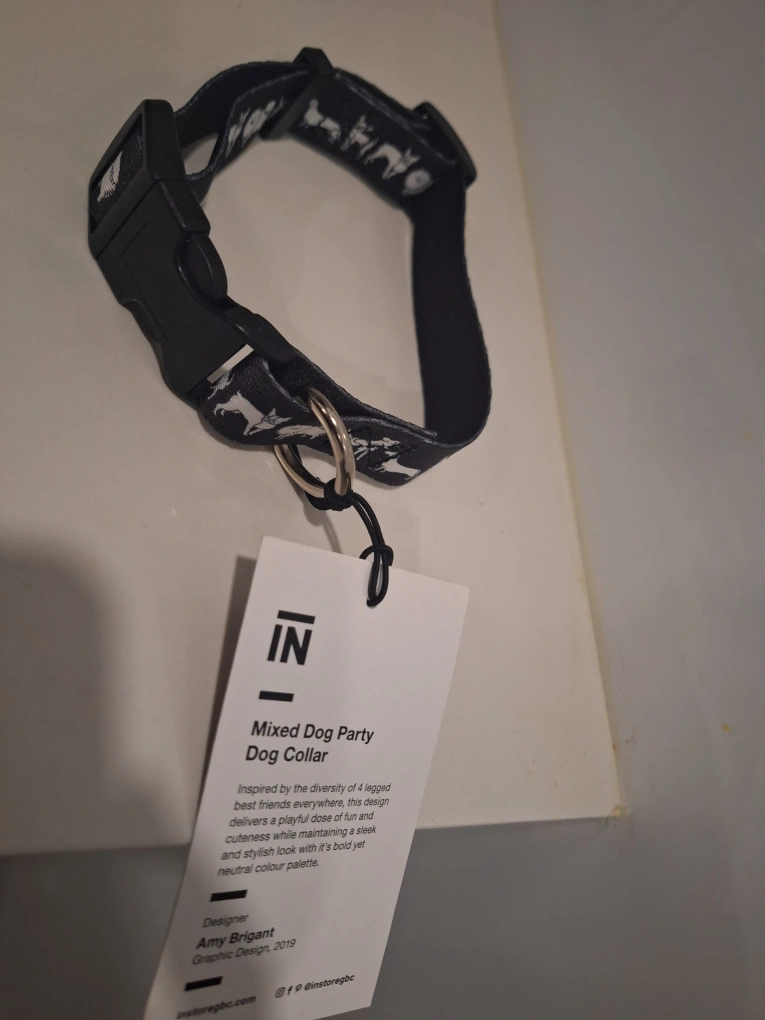 IN
Mixed Dog Party
Dog Collar
Inspired by the diversity of 4 legged
best friends everywhere, this design
delivers a playful dose of fun and
cuteness while maintaining a sleek
and stylish look with it's bold yet
neutral colour palette.
Designer
Amy Brigant
Graphic Design, 2019
instoregbc.com
@instoregbc